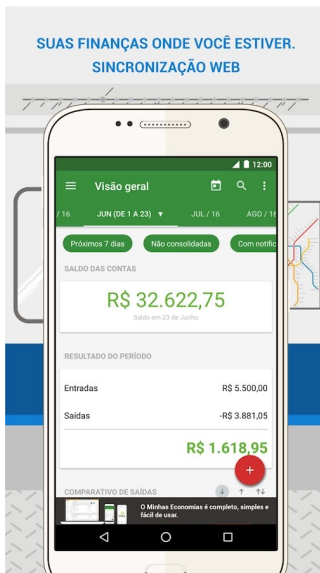 SUAS FINANÇAS ONDE VOCÊ ESTIVER.
SINCRONIZAÇÃO WEB
12:00
Visão geral
/ 16 JUN (DE 1 A 23) ▼ JUL / 16 AGO / 16
Próximos 7 dias Não consolidadas Com notific
SALDO DAS CONTAS
R$ 32.622,75
Saldo em 23 de Junho
RESULTADO DO PERÍODO
Entradas R$ 5.500,00
Saídas -R$ 3.881,05
R$ 1.618,95
+
COMPARATIVO DE SAÍDAS
O Minhas Economias é completo, simples e
fácil de usar.